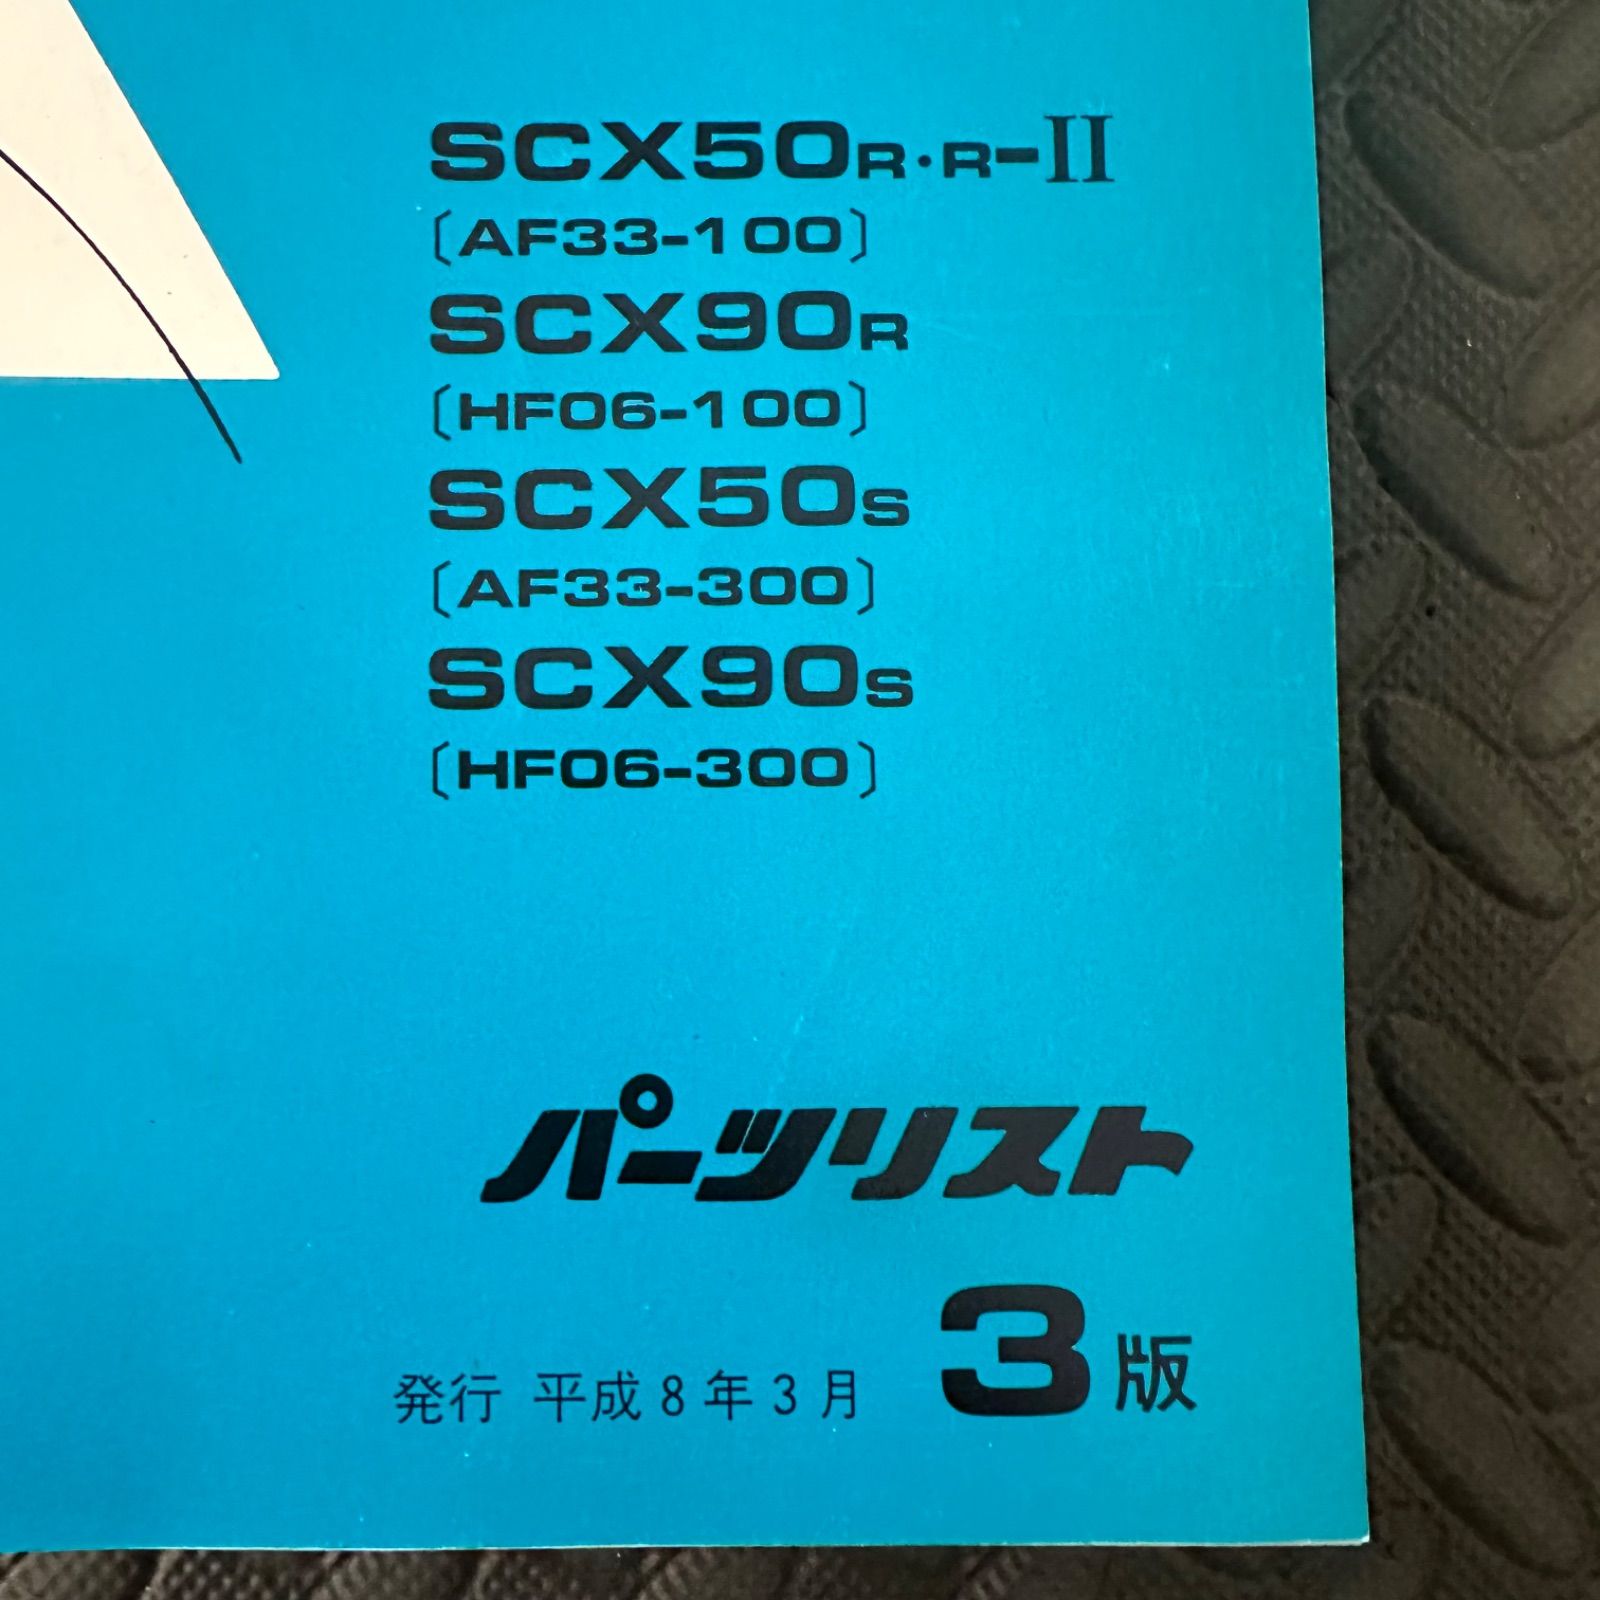 SCX50R・R-II
〔AF33-100〕
SCX90R
〔HF06-100〕
SCX50S
〔AF33-300〕
SCX90S
〔HF06-300〕
パーツリスト
発行 平成8年3月 3版